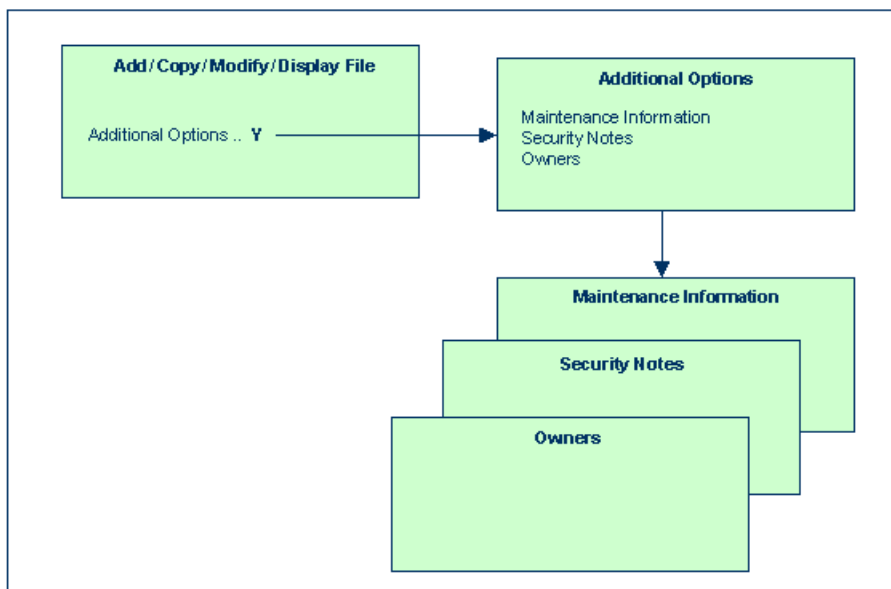 Add/Copy/Modify/Display File
Additional Options .. Y
Additional Options
Maintenance Information
Security Notes
Owners
Maintenance Information
Security Notes
Owners